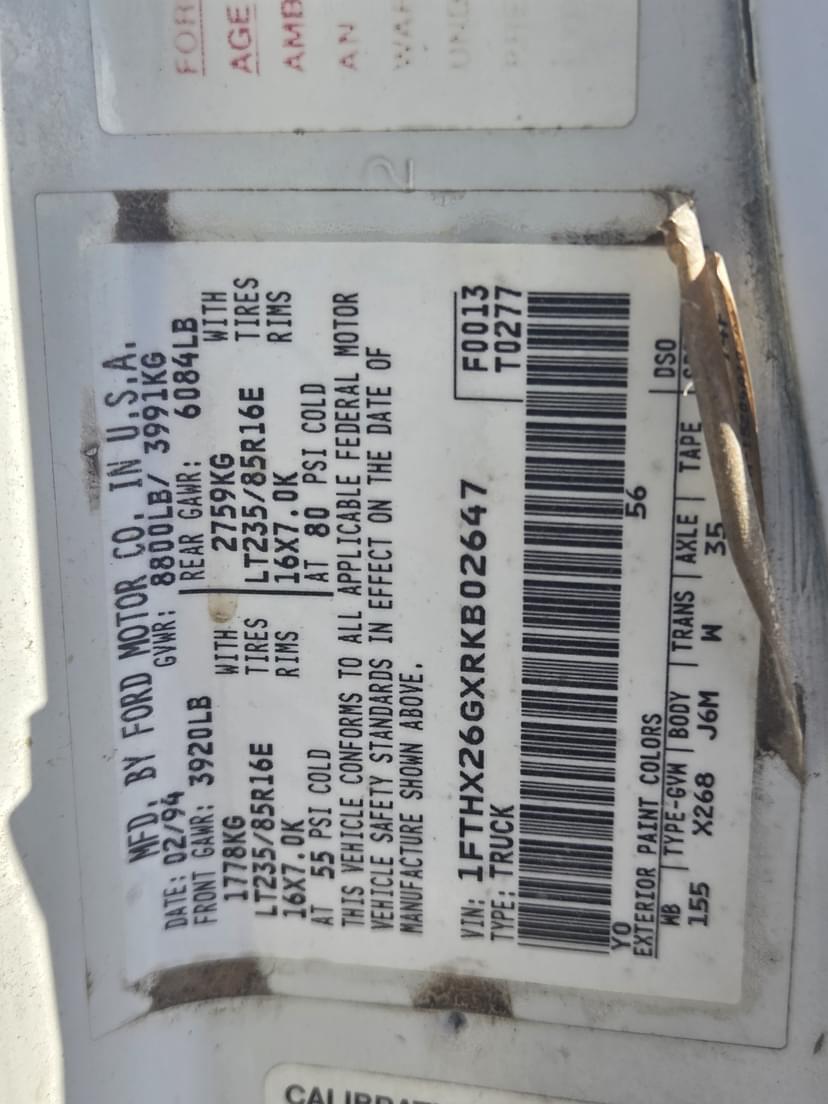 FOR
AGE
AMB
AN
WAR
UND
2
MFD. BY FORD MOTOR CO. IN U.S.A.
DATE: 02/94 GVWR: 8800LB/ 3991KG
FRONT GAWR: 3920LB REAR GAWR: 6084LB
1778KG WITH 2759KG WITH
LT235/85R16E TIRES LT235/85R16E TIRES
16X7.0K RIMS 16X7.0K RIMS
AT 55 PSI COLD AT 80 PSI COLD
THIS VEHICLE CONFORMS TO ALL APPLICABLE FEDERAL MOTOR
VEHICLE SAFETY STANDARDS IN EFFECT ON THE DATE OF
MANUFACTURE SHOWN ABOVE.
VIN: 1FTHX26GXRKB02647 F0013
TYPE: TRUCK T0277
YO 56
EXTERIOR PAINT COLORS DSO
WB TYPE-GVW BODY TRANS AXLE TAPE
155 X268 J6M W 35
CALIBRAT